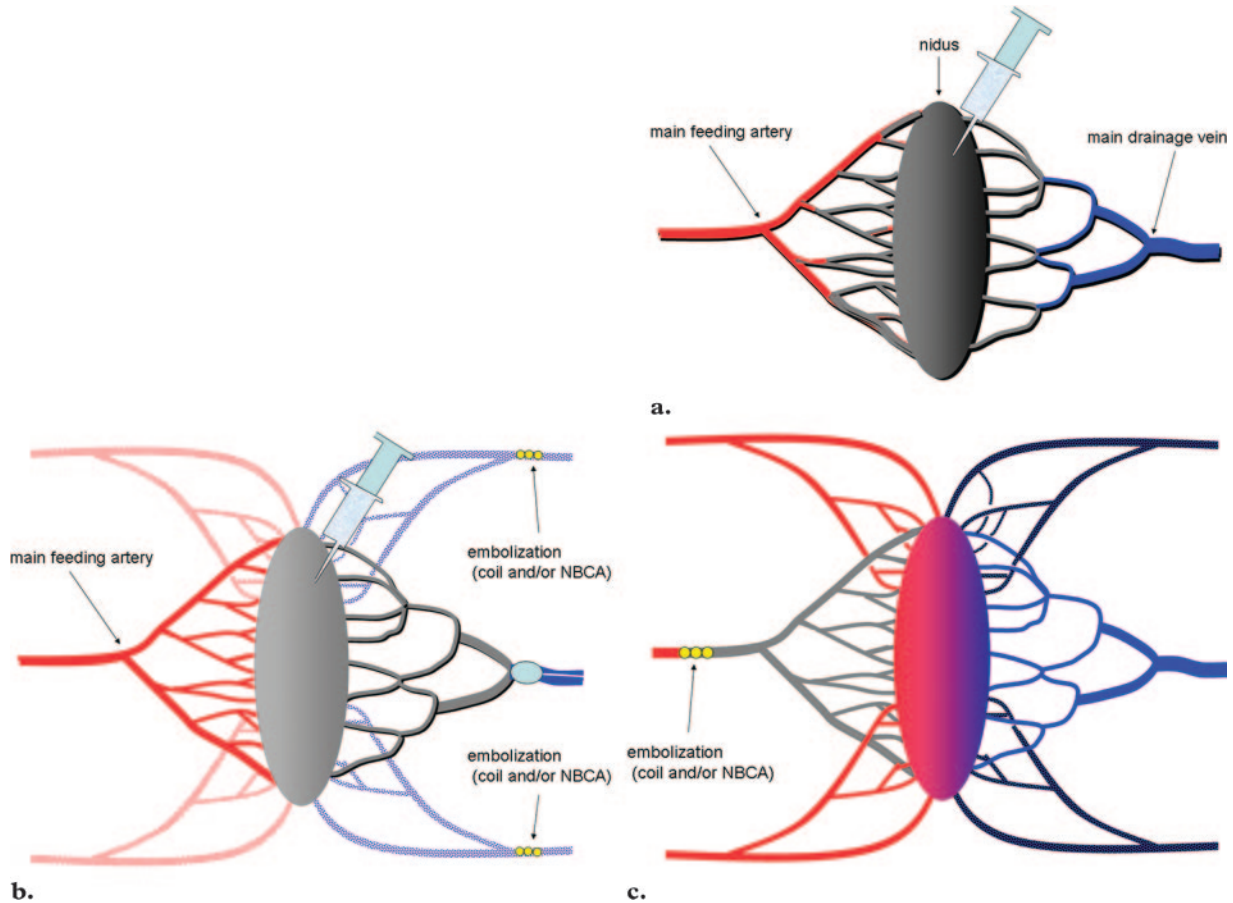 nidus
main feeding artery
main drainage vein
a.
main feeding artery
embolization
(coil and/or NBCA)
embolization
(coil and/or NBCA)
b.
embolization
(coil and/or NBCA)
c.